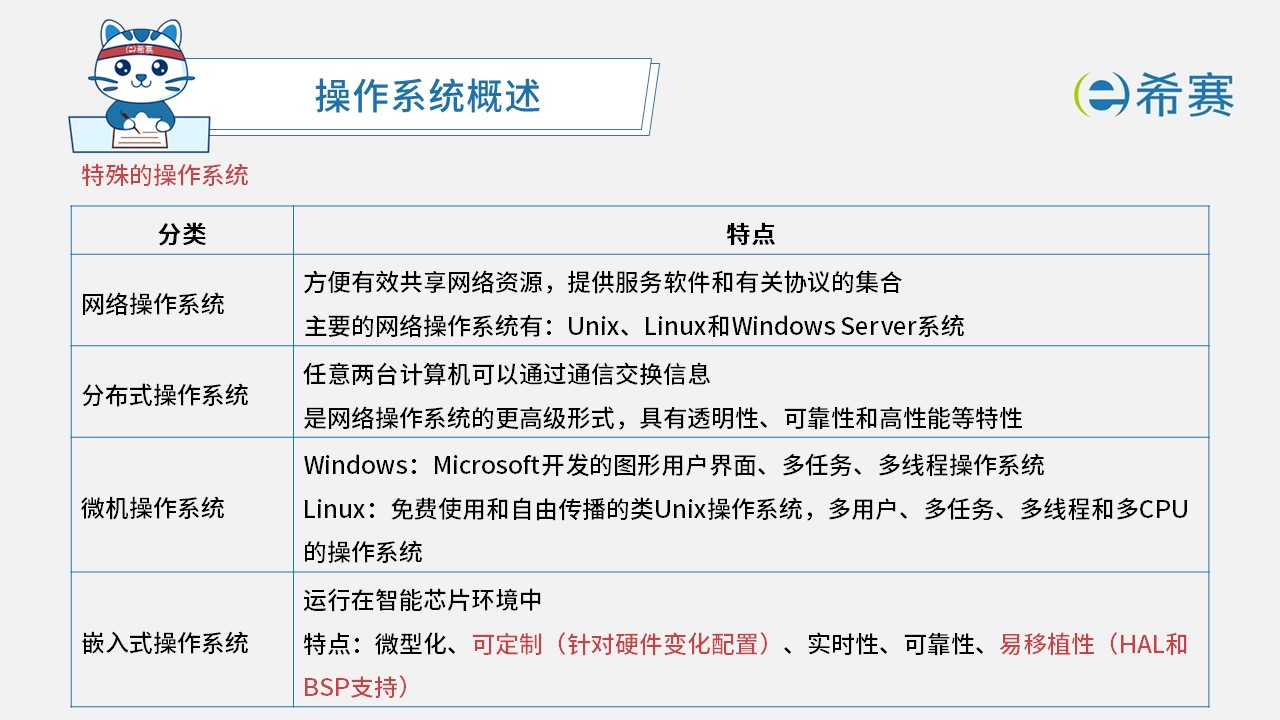 希赛
操作系统概述
希赛
特殊的操作系统
分类
特点
网络操作系统
方便有效共享网络资源，提供服务软件和有关协议的集合
主要的网络操作系统有：Unix、Linux和Windows Server系统
分布式操作系统
任意两台计算机可以通过通信交换信息
是网络操作系统的更高级形式，具有透明性、可靠性和高性能等特性
微机操作系统
Windows：Microsoft开发的图形用户界面、多任务、多线程操作系统
Linux：免费使用和自由传播的类Unix操作系统，多用户、多任务、多线程和多CPU
的操作系统
嵌入式操作系统
运行在智能芯片环境中
特点：微型化、可定制（针对硬件变化配置）、实时性、可靠性、易移植性（HAL和
BSP支持）